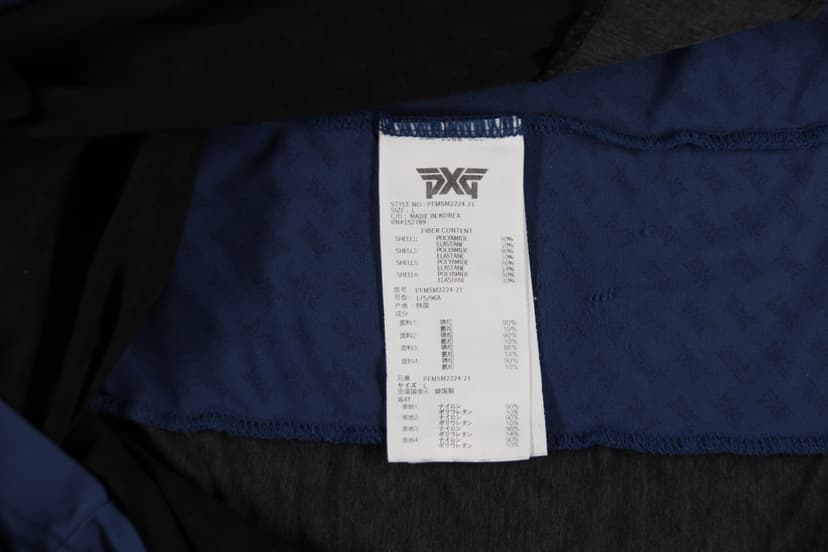 PXG
STYLE NO : PFMSM2224-21
SIZE : L
C/O : MADE IN KOREA
RN#152789
FIBER CONTENT
SHELL1: POLYAMIDE 90%
ELASTANE 10%
SHELL2: POLYAMIDE 90%
ELASTANE 10%
SHELL3: POLYAMIDE 86%
ELASTANE 14%
SHELL4: POLYAMIDE 90%
ELASTANE 10%
款号: PFMSM2224-21
号型: 175/96A
产地: 韩国
成分
面料1: 锦纶 90%
氨纶 10%
面料2: 锦纶 90%
氨纶 10%
面料3 锦纶 86%
氨纶 14%
面料4: 锦纶 90%
氨纶 10%
品番 PFMSM2224-21
サイズ: L
原産国表示: 韓国製
素材
表地1 ナイロン 90%
ポリウレタン 10%
表地2: ナイロン 90%
ポリウレタン 10%
表地3 ナイロン 86%
ポリウレタン 14%
表地4 ナイロン 90%
ポリウレタン 10%